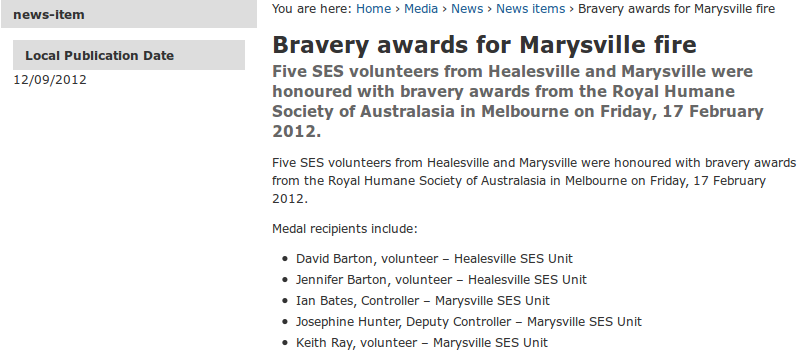 news-item
Local Publication Date
12/09/2012
You are here: Home › Media › News › News items › Bravery awards for Marysville fire
Bravery awards for Marysville fire
Five SES volunteers from Healesville and Marysville were
honoured with bravery awards from the Royal Humane
Society of Australasia in Melbourne on Friday, 17 February
2012.
Five SES volunteers from Healesville and Marysville were honoured with bravery awards
from the Royal Humane Society of Australasia in Melbourne on Friday, 17 February
2012.
Medal recipients include:
• David Barton, volunteer – Healesville SES Unit
• Jennifer Barton, volunteer – Healesville SES Unit
• Ian Bates, Controller – Marysville SES Unit
• Josephine Hunter, Deputy Controller – Marysville SES Unit
• Keith Ray, volunteer – Marysville SES Unit